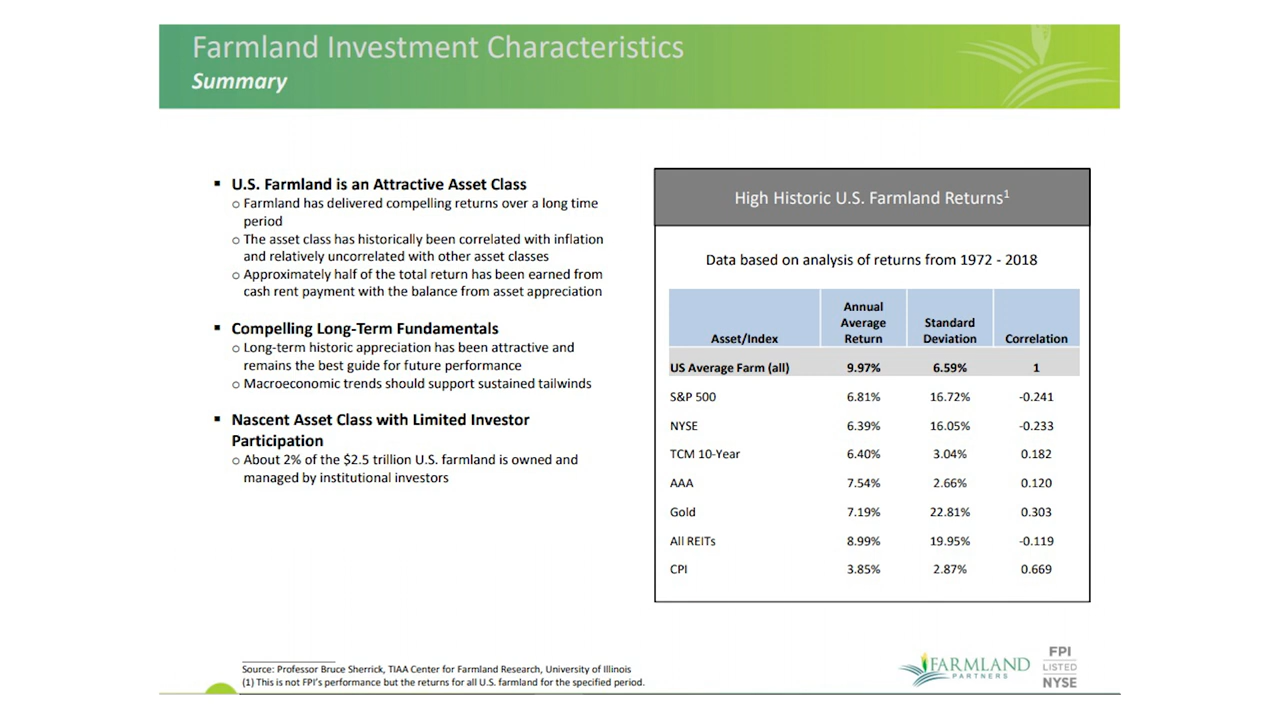 Farmland Investment Characteristics
Summary
▪ U.S. Farmland is an Attractive Asset Class
o Farmland has delivered compelling returns over a long time
period
o The asset class has historically been correlated with inflation
and relatively uncorrelated with other asset classes
o Approximately half of the total return has been earned from
cash rent payment with the balance from asset appreciation
▪ Compelling Long-Term Fundamentals
o Long-term historic appreciation has been attractive and
remains the best guide for future performance
o Macroeconomic trends should support sustained tailwinds
▪ Nascent Asset Class with Limited Investor
Participation
o About 2% of the $2.5 trillion U.S. farmland is owned and
managed by institutional investors
High Historic U.S. Farmland Returns¹
Data based on analysis of returns from 1972 - 2018
Annual
Average Standard
Asset/Index Return Deviation Correlation
US Average Farm (all) 9.97% 6.59% 1
S&P 500 6.81% 16.72% -0.241
NYSE 6.39% 16.05% -0.233
TCM 10-Year 6.40% 3.04% 0.182
AAA 7.54% 2.66% 0.120
Gold 7.19% 22.81% 0.303
All REITs 8.99% 19.95% -0.119
CPI 3.85% 2.87% 0.669
Source: Professor Bruce Sherrick, TIAA Center for Farmland Research, University of Illinois
(1) This is not FPI's performance but the returns for all U.S. farmland for the specified period.
FARMLAND
PARTNERS
FPI
LISTED
NYSE